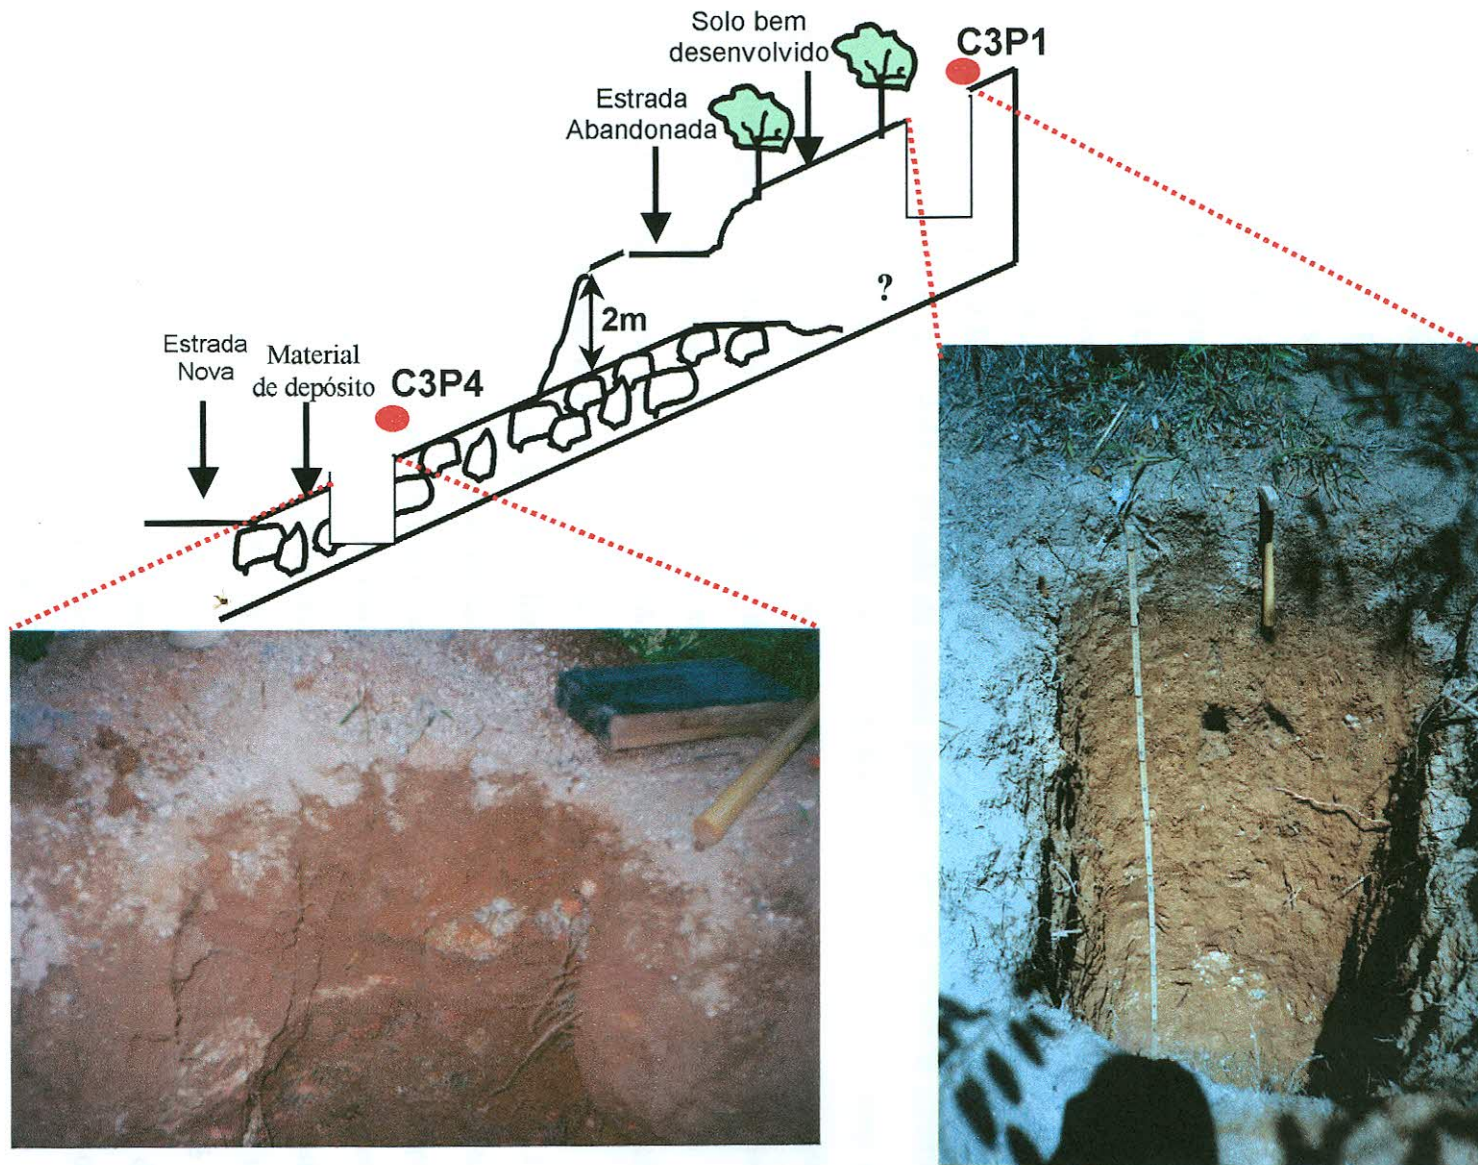 Solo bem
desenvolvido
C3P1
Estrada
Abandonada
?
2m
Estrada
Nova
Material
de depósito
C3P4